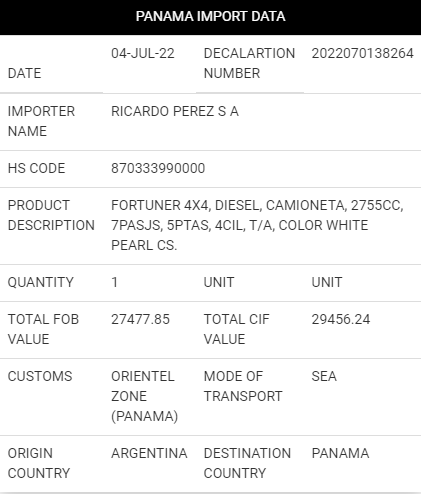 PANAMA IMPORT DATA
DATE 04-JUL-22 DECALARTION NUMBER 2022070138264
IMPORTER NAME RICARDO PEREZ S A
HS CODE 870333990000
PRODUCT DESCRIPTION FORTUNER 4X4, DIESEL, CAMIONETA, 2755CC,
7PASJS, 5PTAS, 4CIL, T/A, COLOR WHITE
PEARL CS.
QUANTITY 1 UNIT UNIT
TOTAL FOB VALUE 27477.85 TOTAL CIF VALUE 29456.24
CUSTOMS ORIENTEL ZONE (PANAMA) MODE OF TRANSPORT SEA
ORIGIN COUNTRY ARGENTINA DESTINATION COUNTRY PANAMA